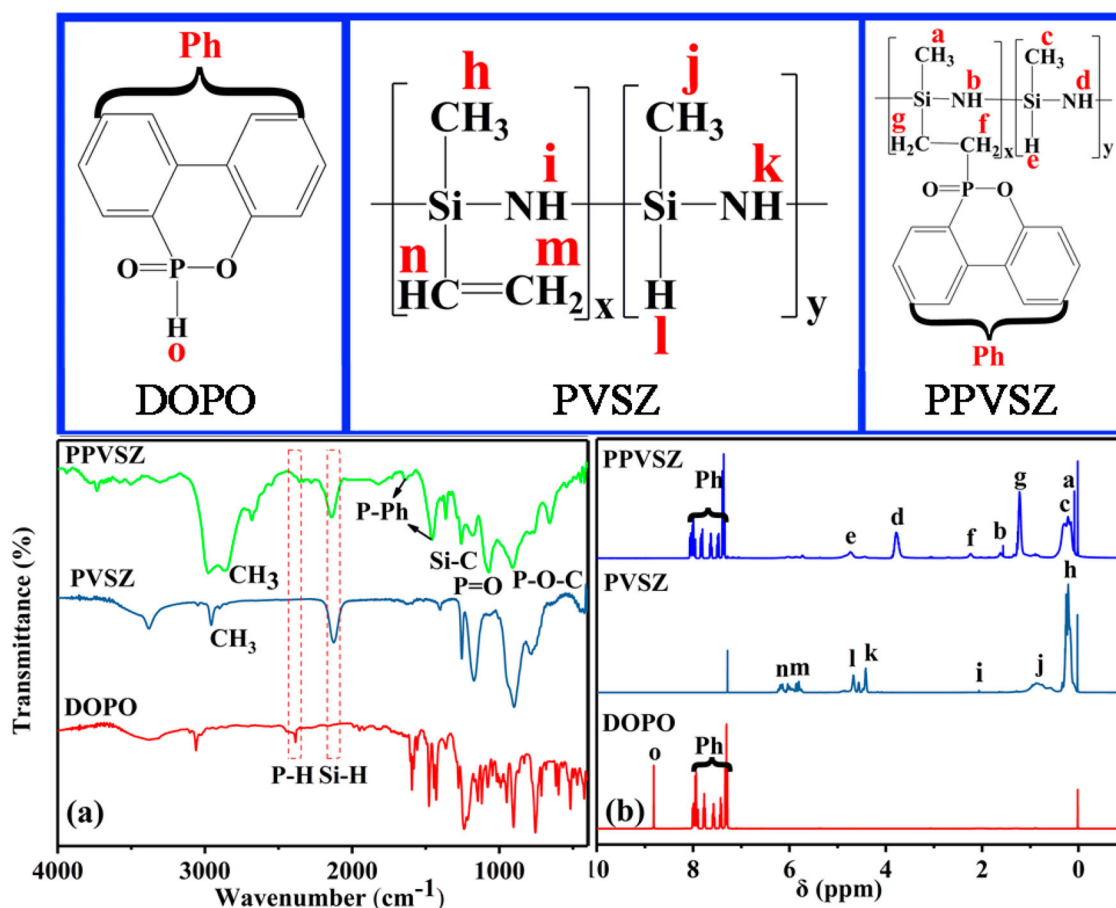 Ph
O=P-O
H
o
DOPO
h
j
CH3
CH3
i
k
Si
NH
Si
NH
n
m
HC=CH2
x
H
y
l
PVSZ
a
c
CH3
CH3
b
d
Si
NH
Si
NH
g
f
H2C
CH2
x
H
y
e
O=P-O
Ph
PPVSZ
PPVSZ
P-Ph
CH3
Si-C
P=O
P-O-C
PVSZ
CH3
DOPO
P-H
Si-H
(a)
Transmittance (%)
4000
3000
2000
1000
Wavenumber (cm-1)
PPVSZ
Ph
e
d
f
b
g
c
a
PVSZ
n
m
l
k
i
j
h
DOPO
o
Ph
(b)
10
8
6
4
2
0
δ (ppm)